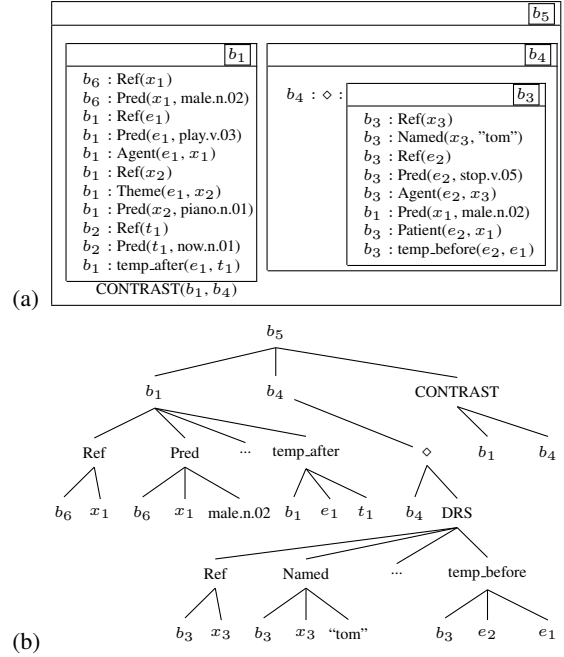 b₅
b₁
b₆ : Ref(x₁)
b₆ : Pred(x₁, male.n.02)
b₁ : Ref(e₁)
b₁ : Pred(e₁, play.v.03)
b₁ : Agent(e₁, x₁)
b₁ : Ref(x₂)
b₁ : Theme(e₁, x₂)
b₁ : Pred(x₂, piano.n.01)
b₂ : Ref(t₁)
b₂ : Pred(t₁, now.n.01)
b₁ : temp_after(e₁, t₁)
b₄
b₄ : ◇ :
b₃
b₃ : Ref(x₃)
b₃ : Named(x₃, ”tom”)
b₃ : Ref(e₂)
b₃ : Pred(e₂, stop.v.05)
b₃ : Agent(e₂, x₃)
b₁ : Pred(x₁, male.n.02)
b₃ : Patient(e₂, x₁)
b₃ : temp_before(e₂, e₁)
(a) CONTRAST(b₁, b₄)
b₅
b₁ b₄ CONTRAST
Ref Pred ... temp_after ◇ b₁ b₄
b₆ x₁ b₆ x₁ male.n.02 b₁ e₁ t₁ b₄ DRS
Ref Named ... temp_before
(b) b₃ x₃ b₃ x₃ “tom” b₃ e₂ e₁